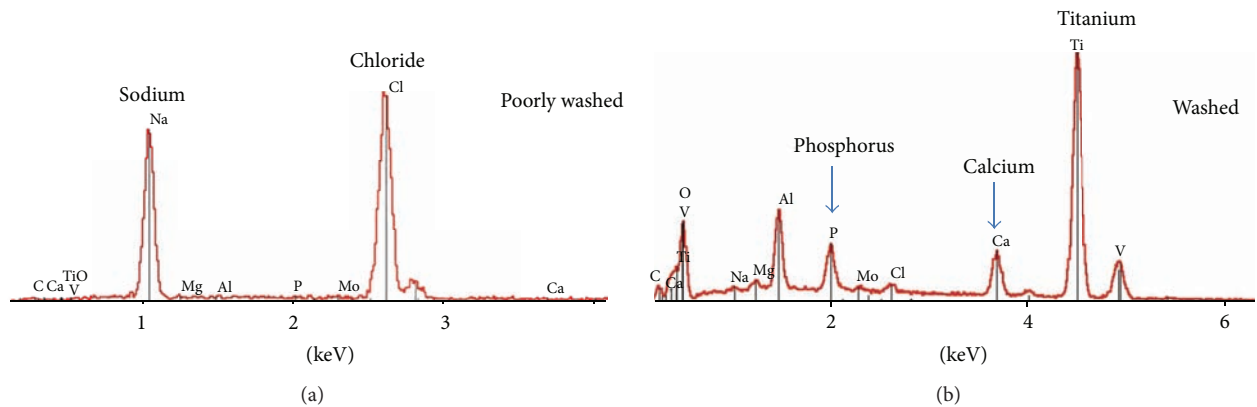 Sodium
Chloride
Poorly washed
Na
Cl
C Ca TiO
V
Mg
Al
P
Mo
Ca
1
2
3
(keV)
(a)
Titanium
Ti
Washed
Phosphorus
Calcium
O
V
Ti
C
Ca
Na
Mg
Al
P
Mo
Cl
Ca
V
2
4
6
(keV)
(b)